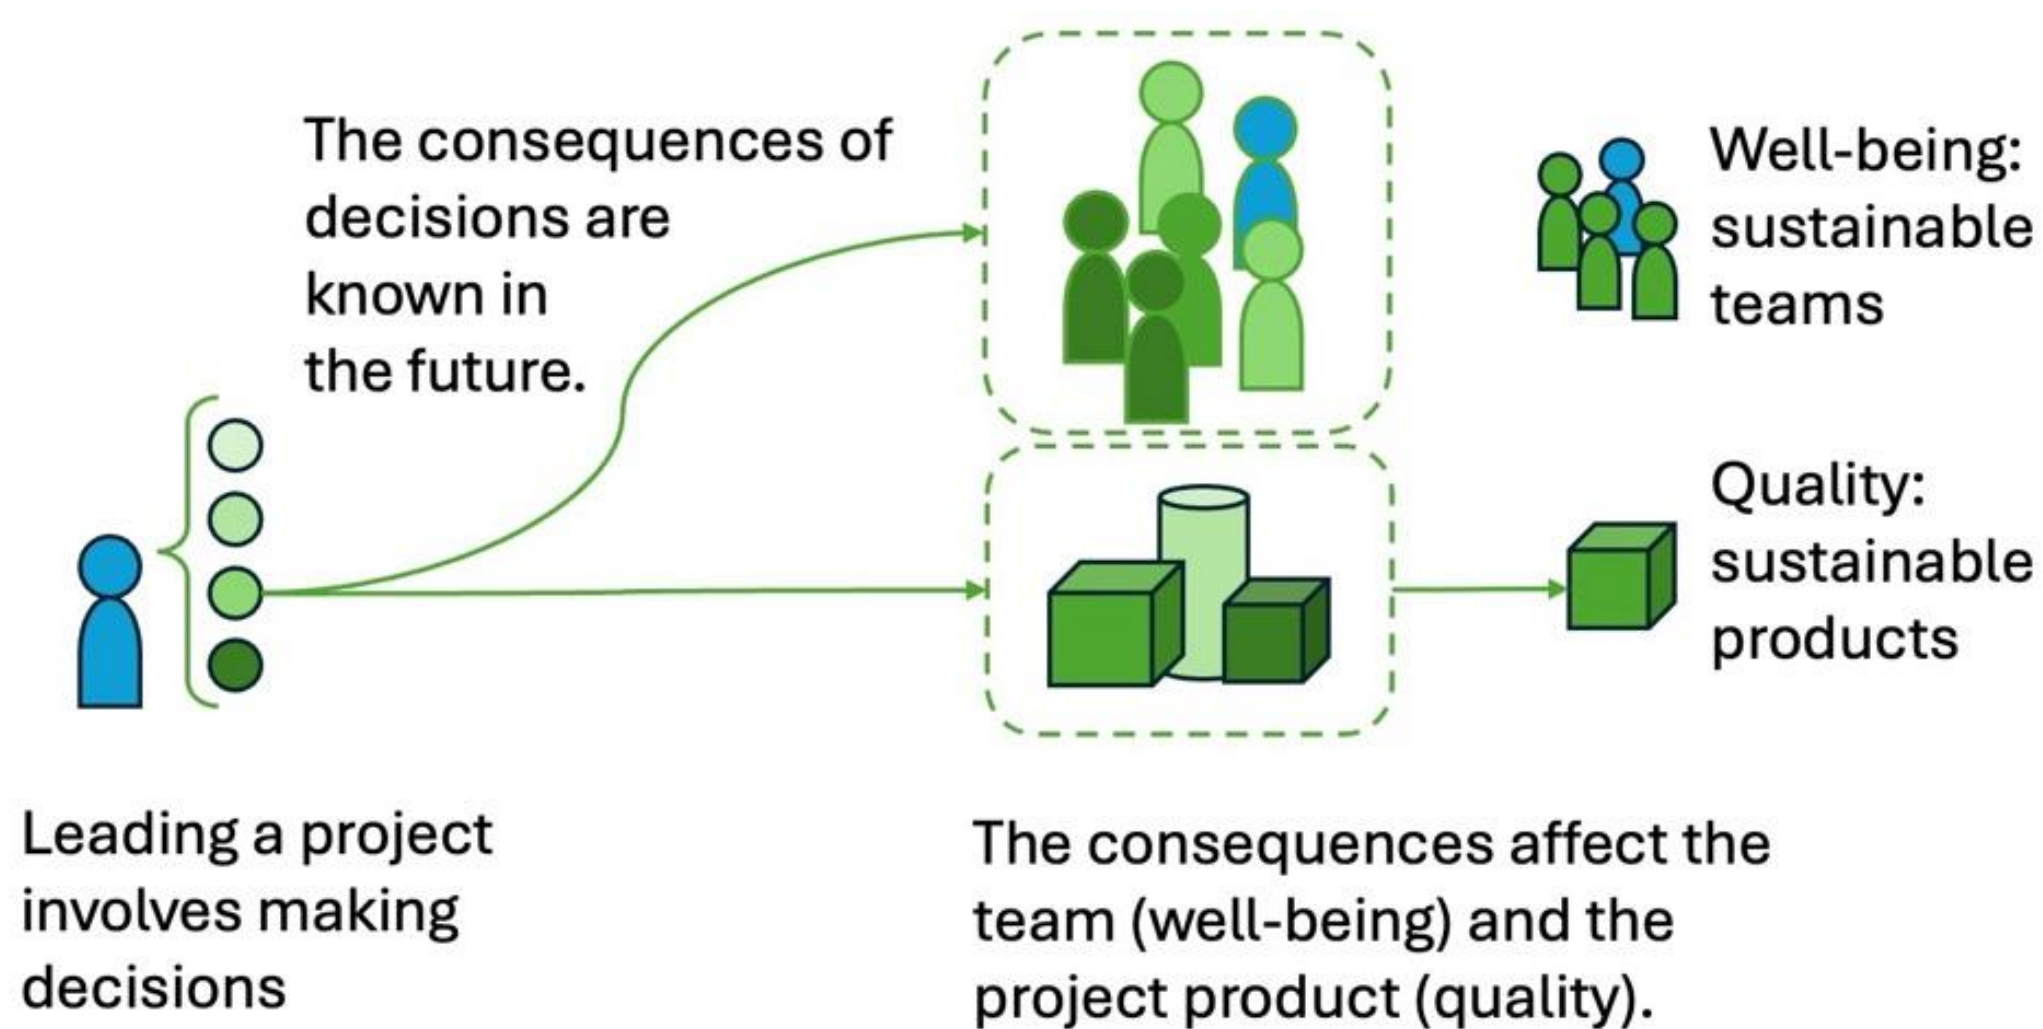 The consequences of
decisions are
known in
the future.
Well-being:
sustainable
teams
Quality:
sustainable
products
Leading a project
involves making
decisions
The consequences affect the
team (well-being) and the
project product (quality).